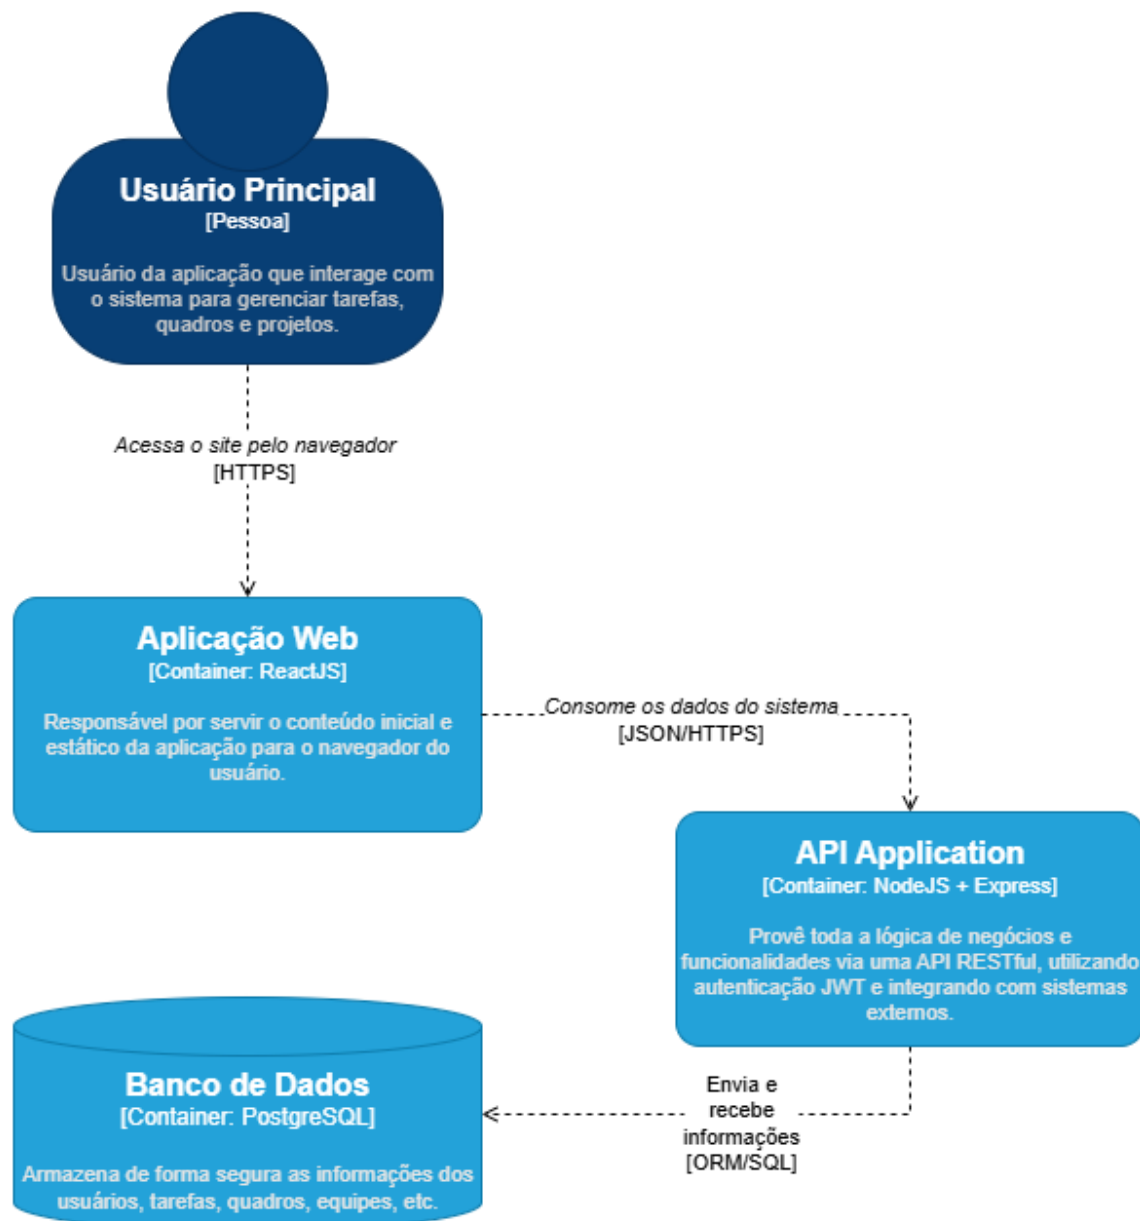 Usuário Principal
[Pessoa]
Usuário da aplicação que interage com
o sistema para gerenciar tarefas,
quadros e projetos.
Acessa o site pelo navegador
[HTTPS]
Aplicação Web
[Container: ReactJS]
Responsável por servir o conteúdo inicial e
estático da aplicação para o navegador do
usuário.
Consome os dados do sistema
[JSON/HTTPS]
API Application
[Container: NodeJS + Express]
Provê toda a lógica de negócios e
funcionalidades via uma API RESTful, utilizando
autenticação JWT e integrando com sistemas
externos.
Envia e
recebe
informações
[ORM/SQL]
Banco de Dados
[Container: PostgreSQL]
Armazena de forma segura as informações dos
usuários, tarefas, quadros, equipes, etc.